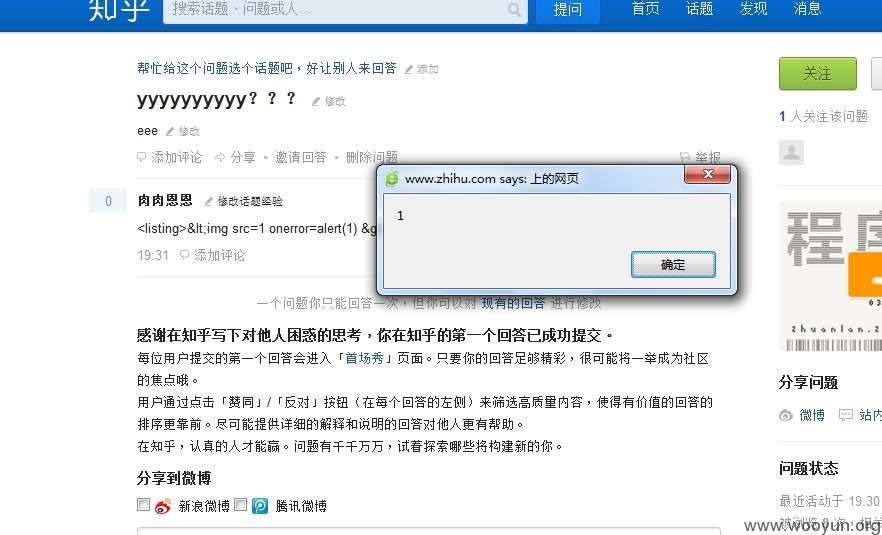 知乎 搜索话题、问题或人... 提问 首页 话题 发现 消息
帮忙给这个问题选个话题吧，好让别人来回答 添加
yyyyyyyyyy？？？ 修改
eee 修改
添加评论 分享 • 邀请回答 • 删除问题 举报
0 肉肉恩恩 修改话题经验
<listing>&lt;img src=1 onerror=alert(1) &g
19:31 添加评论
www.zhihu.com says: 上的网页
1
确定
一个问题你只能回答一次，但你可以对 现有的回答 进行修改
感谢在知乎写下对他人困惑的思考，你在知乎的第一个回答已成功提交。
每位用户提交的第一个回答会进入「首场秀」页面。只要你的回答足够精彩，很可能将一举成为社区
的焦点哦。
用户通过点击「赞同」/「反对」按钮（在每个回答的左侧）来筛选高质量内容，使得有价值的回答的
排序更靠前。尽可能提供详细的解释和说明的回答对他人更有帮助。
在知乎，认真的人才能赢。问题有千千万万，试着探索哪些将构建新的你。
分享到微博
新浪微博 腾讯微博
关注
1 人关注该问题
程序
03
zhuanlan.z
分享问题
微博 站内
问题状态
最近活动于 19:30
www.wooyun.org